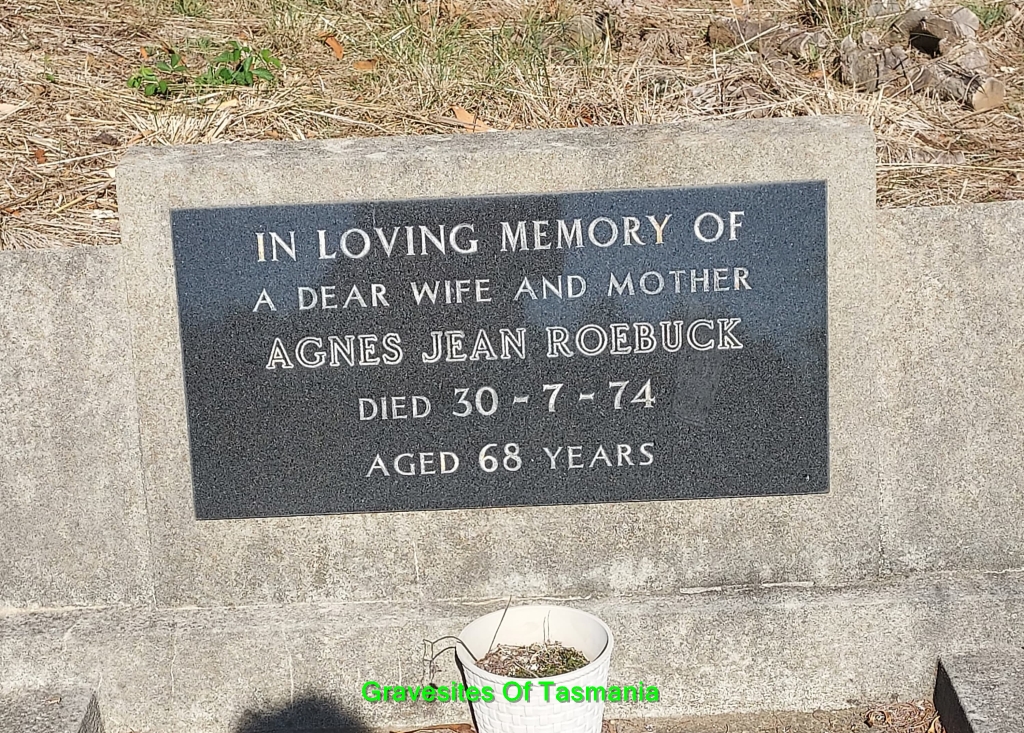 IN LOVING MEMORY OF
A DEAR WIFE AND MOTHER
AGNES JEAN ROEBUCK
DIED 30-7-74
AGED 68 YEARS
Gravesites Of Tasmania